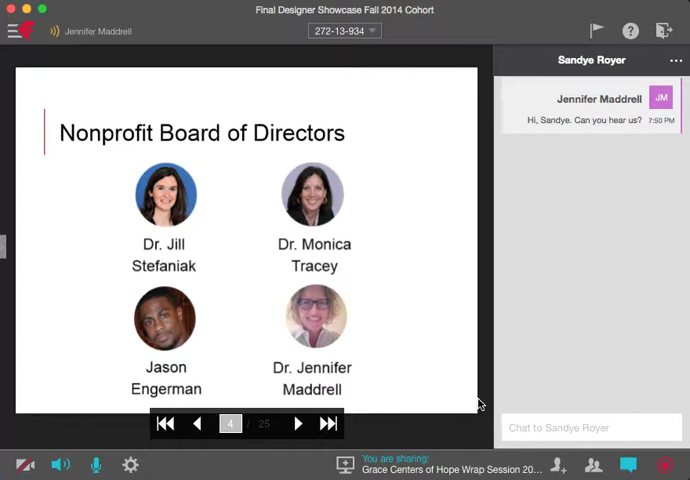 Final Designer Showcase Fall 2014 Cohort
Jennifer Maddrell
272-13-934
Sandye Royer
Jennifer Maddrell
JM
Hi, Sandye. Can you hear us?
7:50 PM
Nonprofit Board of Directors
Dr. Jill
Stefaniak
Dr. Monica
Tracey
Jason
Engerman
Dr. Jennifer
Maddrell
4 / 25
Chat to Sandye Royer
You are sharing:
Grace Centers of Hope Wrap Session 20...